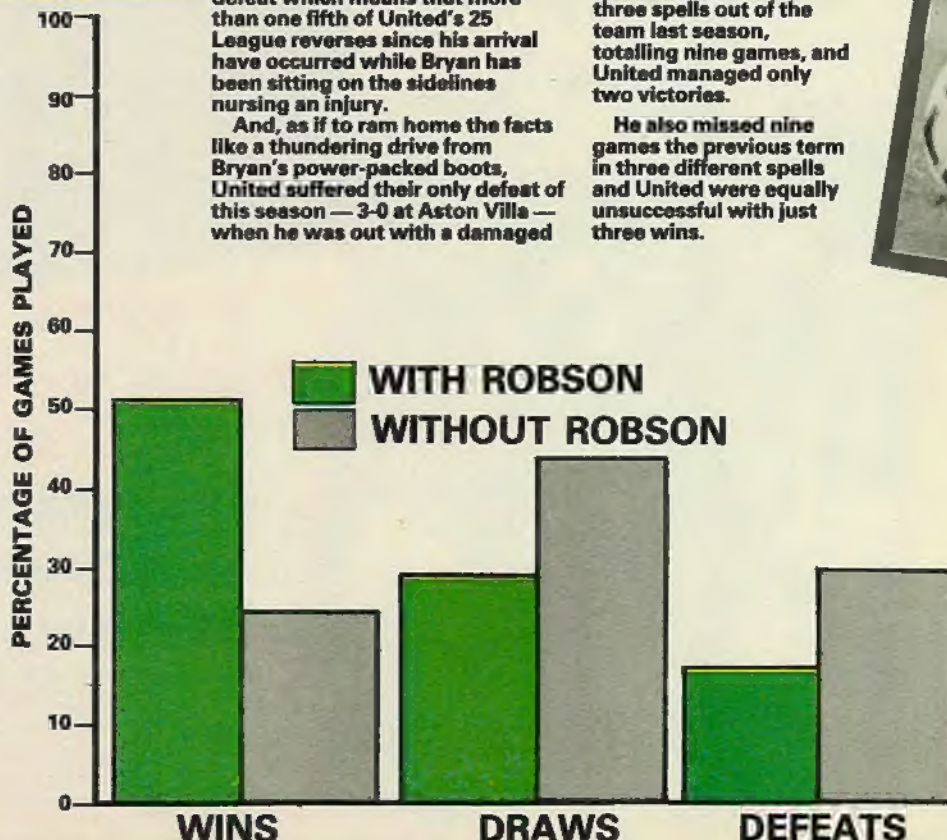 defeat which means that more
than one fifth of United's 25
League reverses since his arrival
have occurred while Bryan has
been sitting on the sidelines
nursing an injury.
And, as if to ram home the facts
like a thundering drive from
Bryan's power-packed boots,
United suffered their only defeat of
this season — 3-0 at Aston Villa —
when he was out with a damaged
three spells out of the
team last season,
totalling nine games, and
United managed only
two victories.
He also missed nine
games the previous term
in three different spells
and United were equally
unsuccessful with just
three wins.
PERCENTAGE OF GAMES PLAYED
100
90
80
70
60
50
40
30
20
10
0
WITH ROBSON
WITHOUT ROBSON
WINS DRAWS DEFEATS